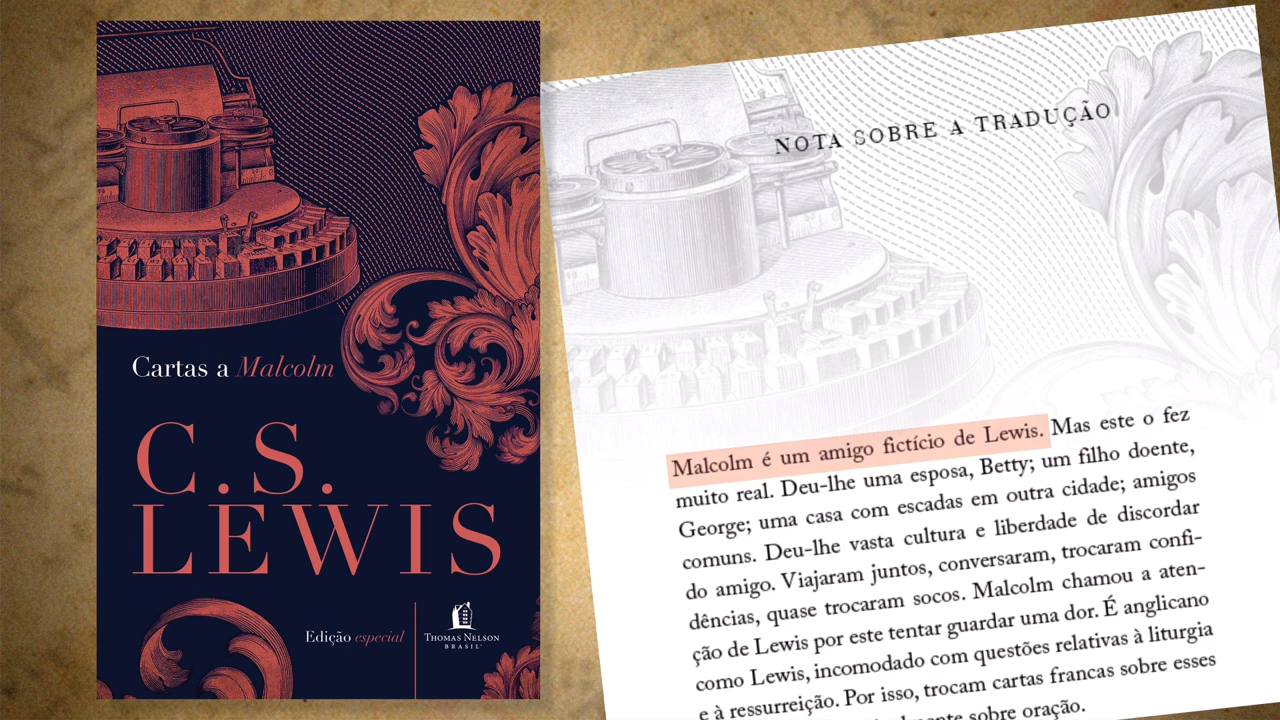 Cartas a Malcolm
C. S.
LEWIS
Edição especial
THOMAS NELSON
BRASIL
NOTA SOBRE A TRADUÇÃO
Malcolm é um amigo fictício de Lewis. Mas este o fez
muito real. Deu-lhe uma esposa, Betty; um filho doente,
George; uma casa com escadas em outra cidade; amigos
comuns. Deu-lhe vasta cultura e liberdade de discordar
do amigo. Viajaram juntos, conversaram, trocaram confi-
dências, quase trocaram socos. Malcolm chamou a aten-
ção de Lewis por este tentar guardar uma dor. É anglicano
como Lewis, incomodado com questões relativas à liturgia
e à ressurreição. Por isso, trocam cartas francas sobre esses
sobre oração.